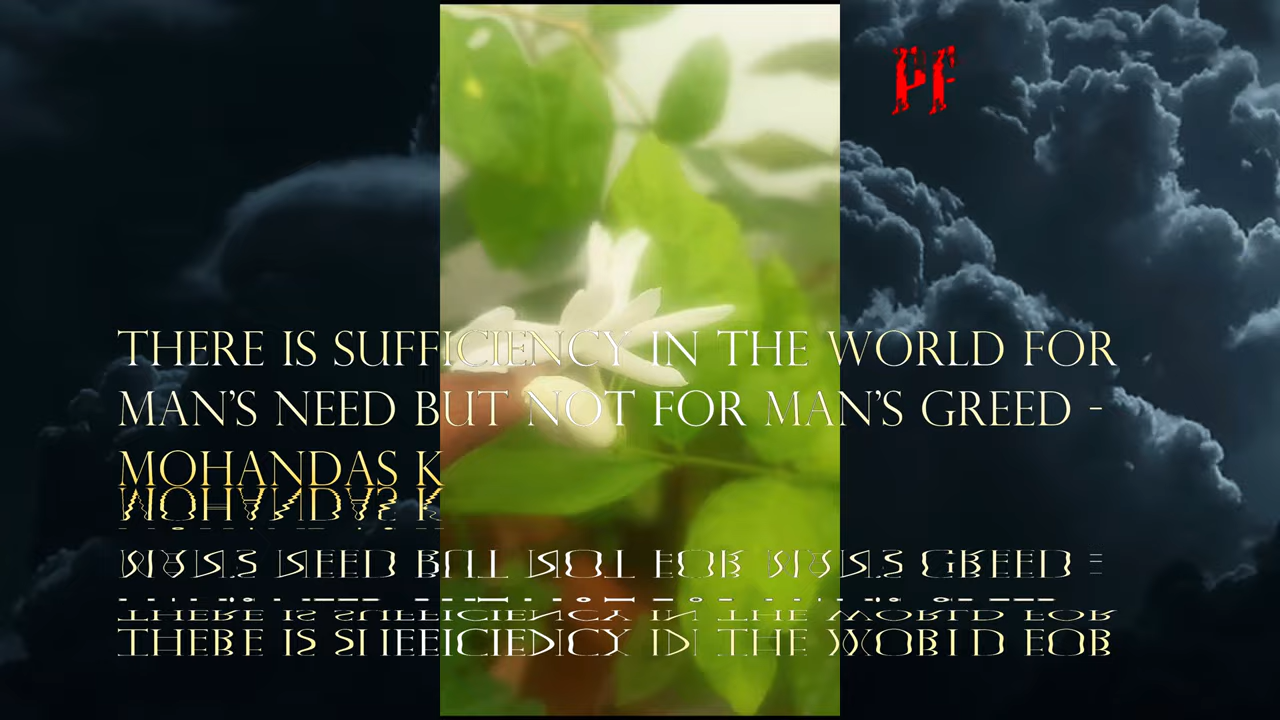 PF
THERE IS SUFFICIENCY IN THE WORLD FOR
MAN'S NEED BUT NOT FOR MAN'S GREED -
MOHANDAS K